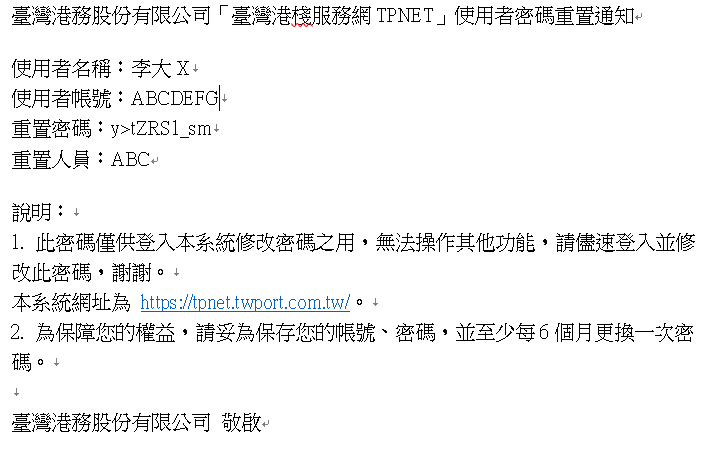 臺灣港務股份有限公司「臺灣港棧服務網 TPNET」使用者密碼重置通知
使用者名稱：李大 X
使用者帳號：ABCDEFG
重置密碼：y>tZRS1_sm
重置人員：ABC
說明：
1. 此密碼僅供登入本系統修改密碼之用，無法操作其他功能，請儘速登入並修
改此密碼，謝謝。
本系統網址為 https://tpnet.twport.com.tw/。
2. 為保障您的權益，請妥為保存您的帳號、密碼，並至少每 6 個月更換一次密
碼。
臺灣港務股份有限公司 敬啟